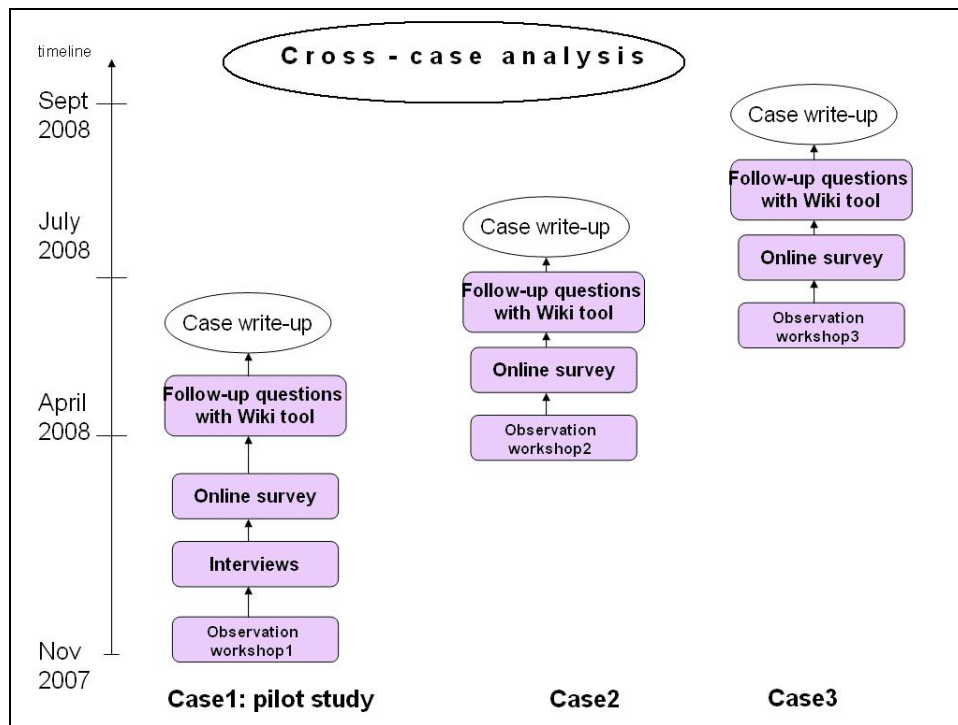 Cross - case analysis
timeline
Sept
2008
July
2008
April
2008
Nov
2007
Case write-up
Follow-up questions
with Wiki tool
Online survey
Interviews
Observation
workshop1
Case1: pilot study
Case write-up
Follow-up questions
with Wiki tool
Online survey
Observation
workshop2
Case2
Case write-up
Follow-up questions
with Wiki tool
Online survey
Observation
workshop3
Case3